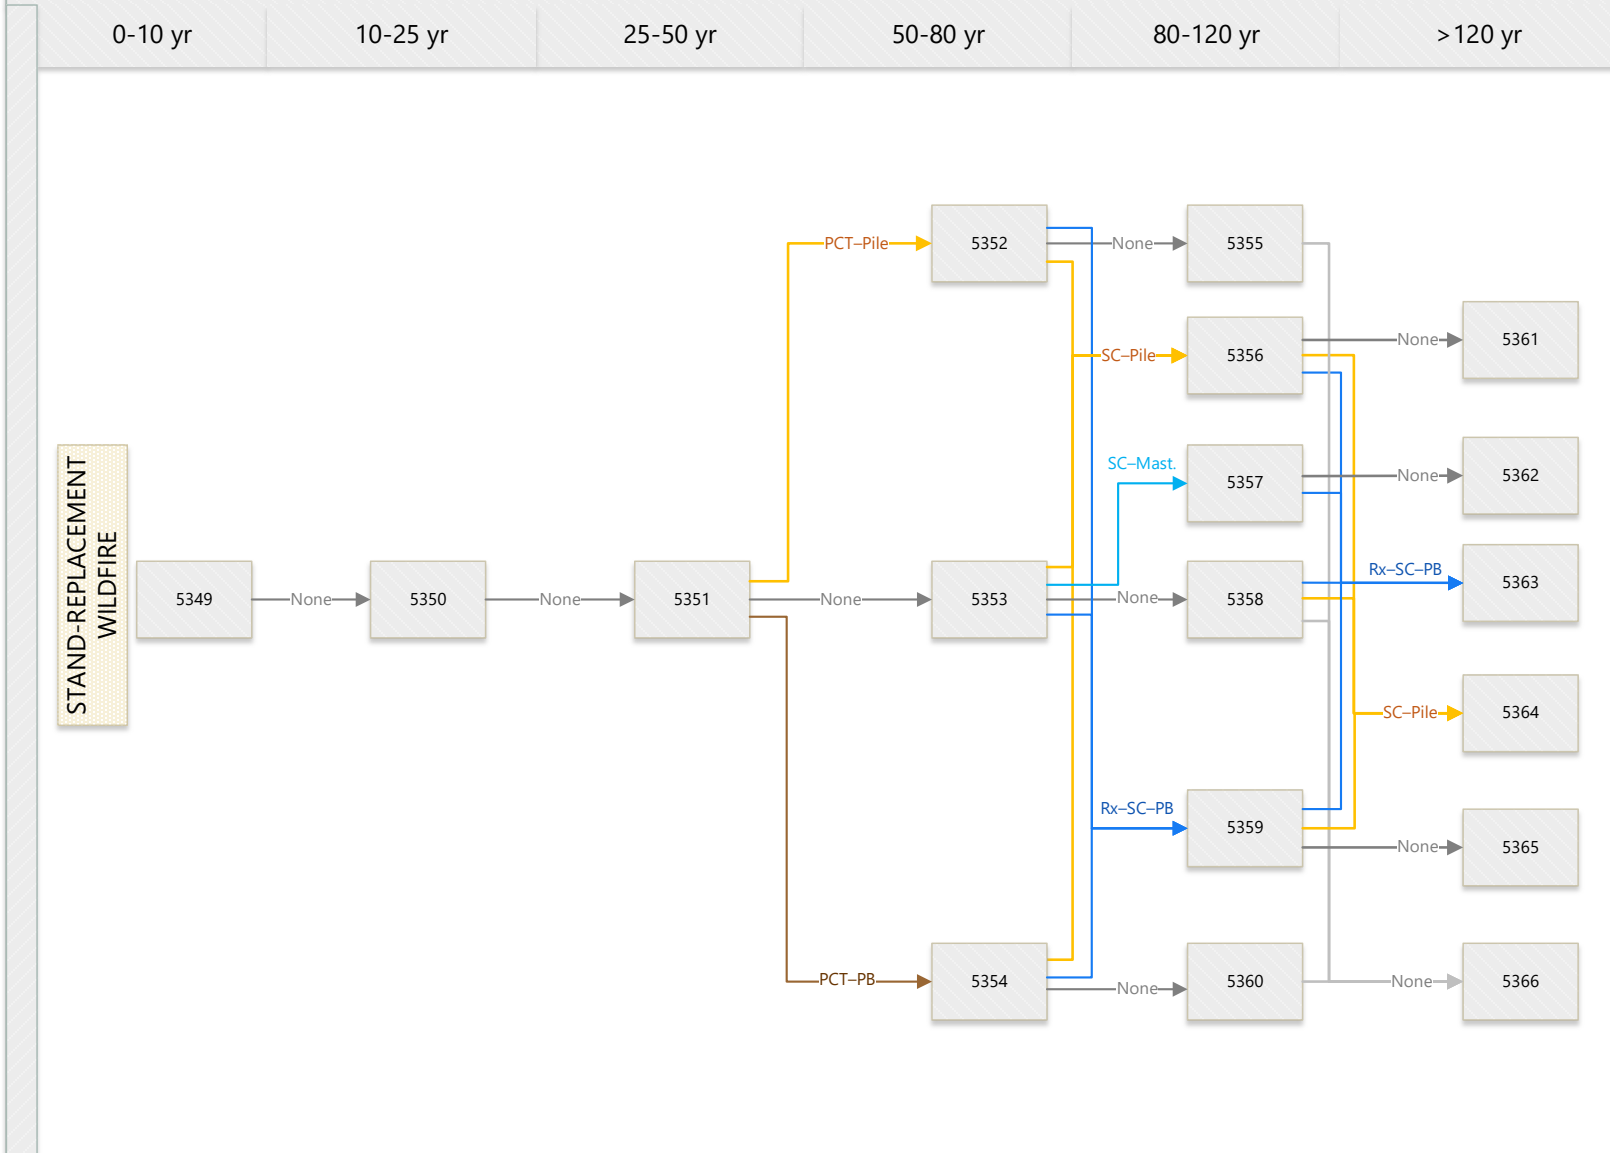 0-10 yr
10-25 yr
25-50 yr
50-80 yr
80-120 yr
>120 yr
STAND-REPLACEMENT
WILDFIRE
5349
None
5350
None
5351
PCT–Pile
None
PCT–PB
5352
5353
5354
None
SC–Pile
SC–Mast.
None
Rx–SC–PB
None
5355
5356
5357
5358
5359
5360
None
None
Rx–SC–PB
SC–Pile
None
None
5361
5362
5363
5364
5365
5366